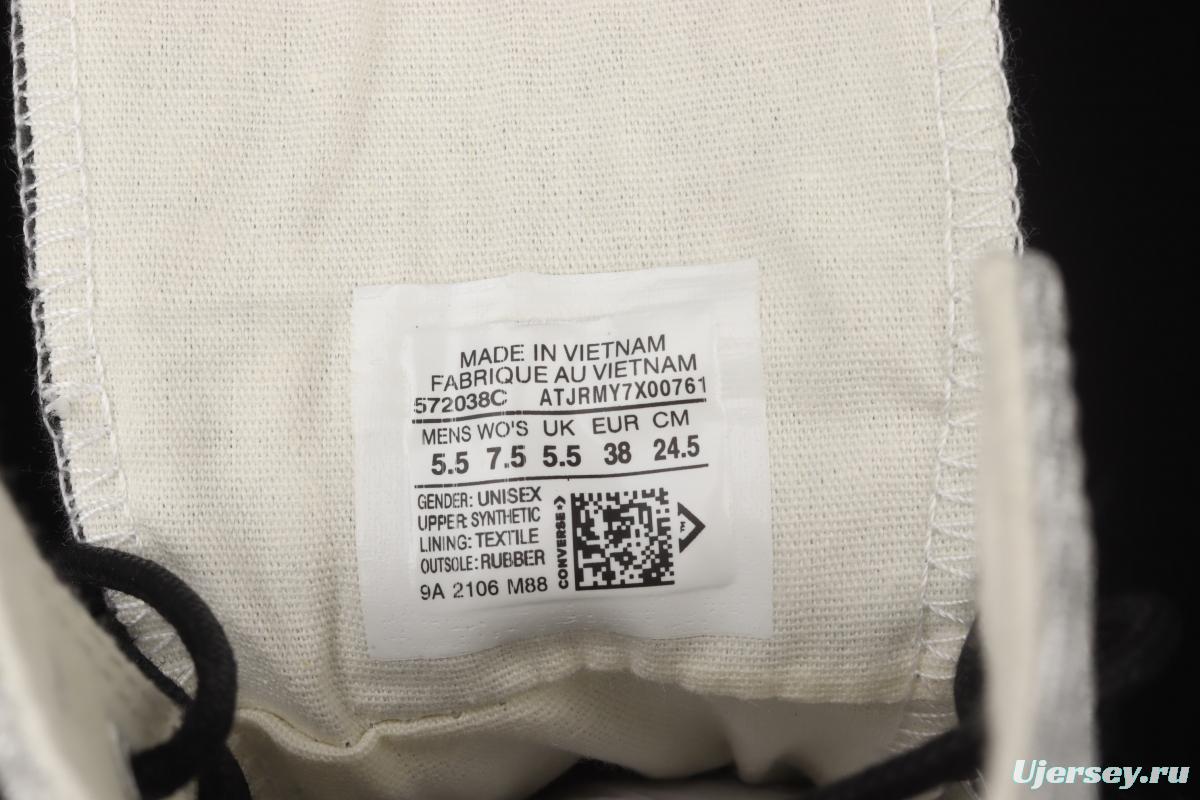 MADE IN VIETNAM
FABRIQUE AU VIETNAM
572038C ATJRMY7X00761
MENS WO'S UK EUR CM
5.5 7.5 5.5 38 24.5
GENDER: UNISEX
UPPER: SYNTHETIC
LINING: TEXTILE
OUTSOLE: RUBBER
9A 2106 M88
CONVERSE
TM
Ujersey.ru